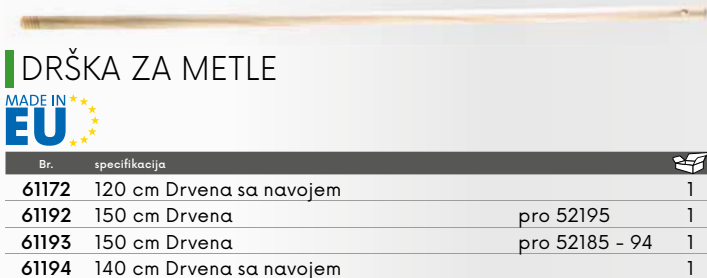 DRŠKA ZA METLE
MADE IN
EU
Br. specifikacija
61172 120 cm Drvena sa navojem 1
61192 150 cm Drvena pro 52195 1
61193 150 cm Drvena pro 52185 - 94 1
61194 140 cm Drvena sa navojem 1